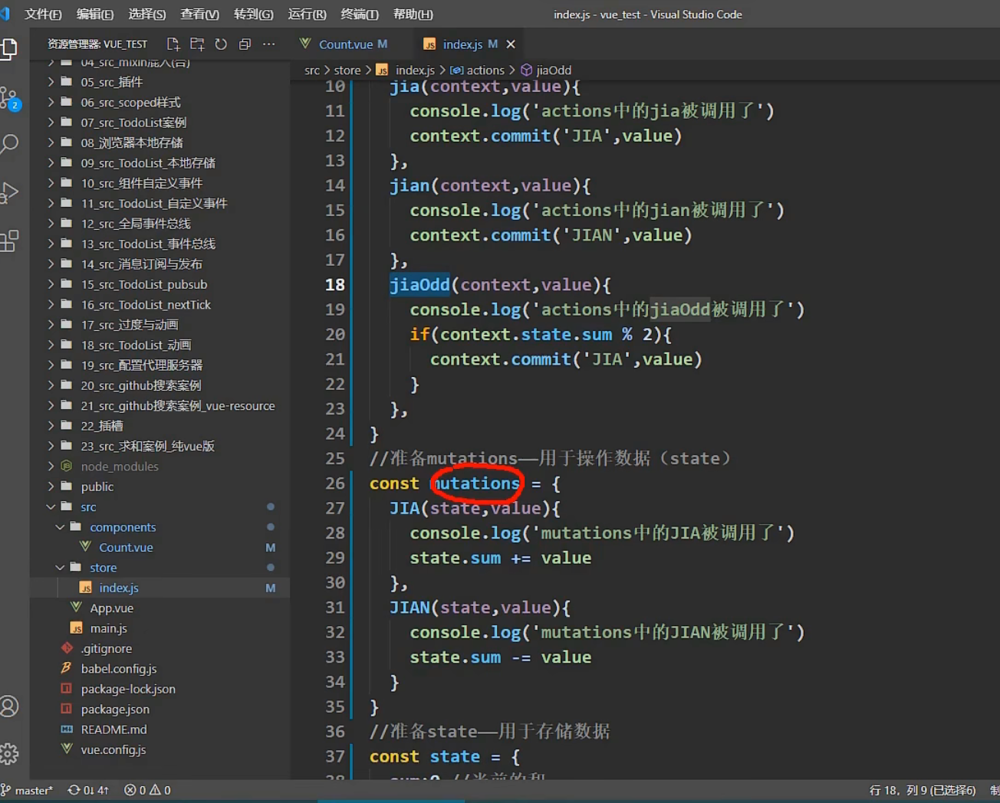 文件(F) 编辑(E) 选择(S) 查看(V) 转到(G) 运行(R) 终端(T) 帮助(H) index.js - vue_test - Visual Studio Code
资源管理器: VUE_TEST
04_src_mixin混入(合)
05_src_插件
06_src_scoped样式
07_src_TodoList案例
08_浏览器本地存储
09_src_TodoList_本地存储
10_src_组件自定义事件
11_src_TodoList_自定义事件
12_src_全局事件总线
13_src_TodoList_事件总线
14_src_消息订阅与发布
15_src_TodoList_pubsub
16_src_TodoList_nextTick
17_src_过度与动画
18_src_TodoList_动画
19_src_配置代理服务器
20_src_github搜索案例
21_src_github搜索案例_vue-resource
22_插槽
23_src_求和案例_纯vue版
node_modules
public
src
components
Count.vue M
store
index.js M
App.vue
main.js
.gitignore
babel.config.js
package-lock.json
package.json
README.md
vue.config.js
2
Count.vue M index.js M
src > store > JS index.js > actions > jiaOdd
10 jia(context,value){
11 console.log('actions中的jia被调用了')
12 context.commit('JIA',value)
13 },
14 jian(context,value){
15 console.log('actions中的jian被调用了')
16 context.commit('JIAN',value)
17 },
18 jiaOdd(context,value){
19 console.log('actions中的jiaOdd被调用了')
20 if(context.state.sum % 2){
21 context.commit('JIA',value)
22 }
23 },
24 }
25 //准备mutations——用于操作数据（state）
26 const mutations = {
27 JIA(state,value){
28 console.log('mutations中的JIA被调用了')
29 state.sum += value
30 },
31 JIAN(state,value){
32 console.log('mutations中的JIAN被调用了')
33 state.sum -= value
34 }
35 }
36 //准备state——用于存储数据
37 const state = {
38 sum:0 //当前的和
master* 0↓ 4↑ 0 0 行 18，列 9 (已选择6) 制